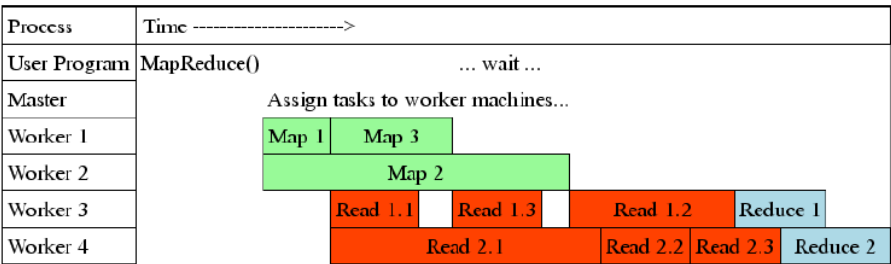 Process Time ----------------------->
User Program MapReduce() ... wait ...
Master Assign tasks to worker machines...
Worker 1 Map 1 Map 3
Worker 2 Map 2
Worker 3 Read 1.1 Read 1.3 Read 1.2 Reduce 1
Worker 4 Read 2.1 Read 2.2 Read 2.3 Reduce 2